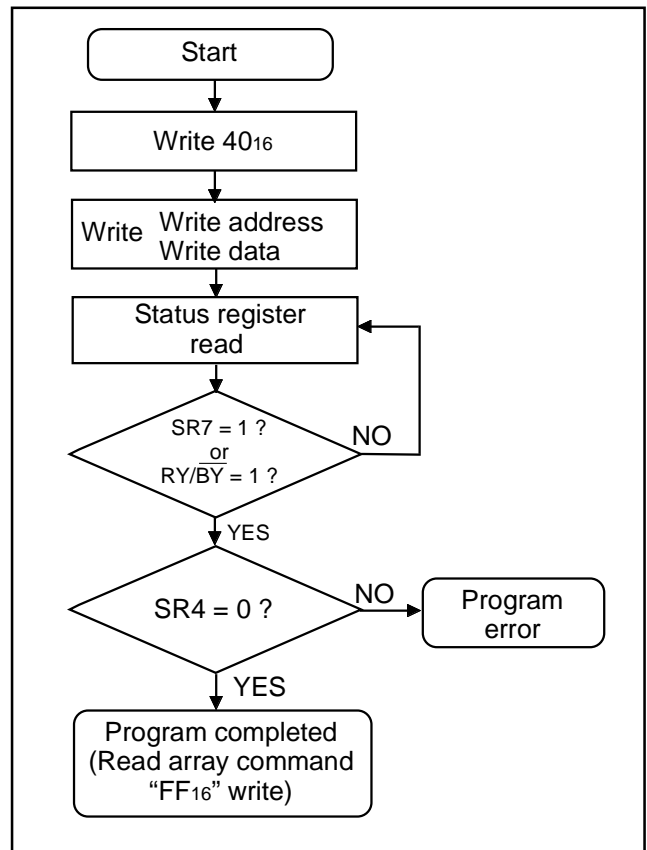 Start
Write 40₁₆
Write Write address
Write data
Status register
read
SR7 = 1 ?
or
RY/B̅Y̅ = 1 ?
NO
YES
SR4 = 0 ?
NO
Program
error
YES
Program completed
(Read array command
“FF₁₆” write)